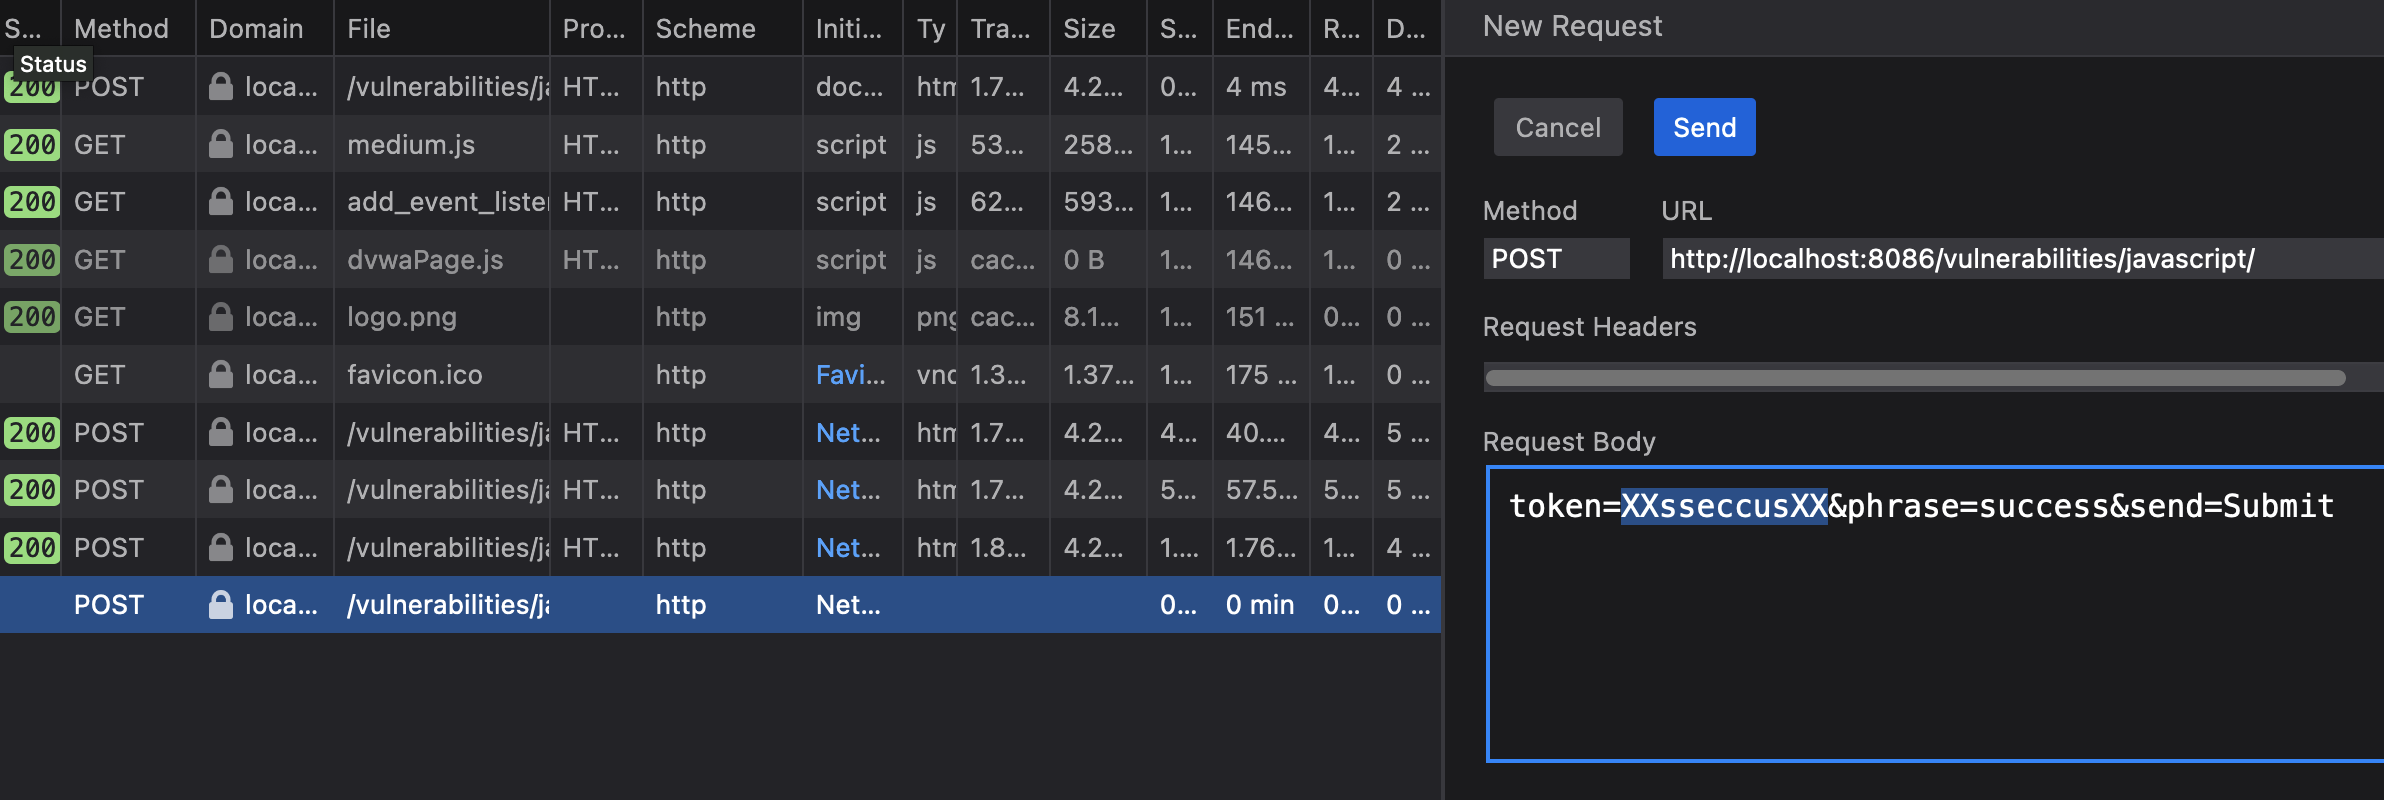 S... Method Domain File Pro... Scheme Initi... Ty Tra... Size S... End... R... D...
Status
200 POST loca... /vulnerabilities/ja HT... http doc... htm 1.7... 4.2... 0... 4 ms 4... 4 ...
200 GET loca... medium.js HT... http script js 53... 258... 1... 145... 1... 2 ...
200 GET loca... add_event_lister HT... http script js 62... 593... 1... 146... 1... 2 ...
200 GET loca... dvwaPage.js HT... http script js cac... 0 B 1... 146... 1... 0 ...
200 GET loca... logo.png http img png cac... 8.1... 1... 151 ... 0... 0 ...
GET loca... favicon.ico http Favi... vnd 1.3... 1.37... 1... 175 ... 1... 0 ...
200 POST loca... /vulnerabilities/ja HT... http Net... htm 1.7... 4.2... 4... 40.... 4... 5 ...
200 POST loca... /vulnerabilities/ja HT... http Net... htm 1.7... 4.2... 5... 57.5... 5... 5 ...
200 POST loca... /vulnerabilities/ja HT... http Net... htm 1.8... 4.2... 1.... 1.76... 1... 4 ...
POST loca... /vulnerabilities/ja http Net... 0... 0 min 0... 0 ...
New Request
Cancel Send
Method URL
POST http://localhost:8086/vulnerabilities/javascript/
Request Headers
Request Body
token=XXsseccusXX&phrase=success&send=Submit